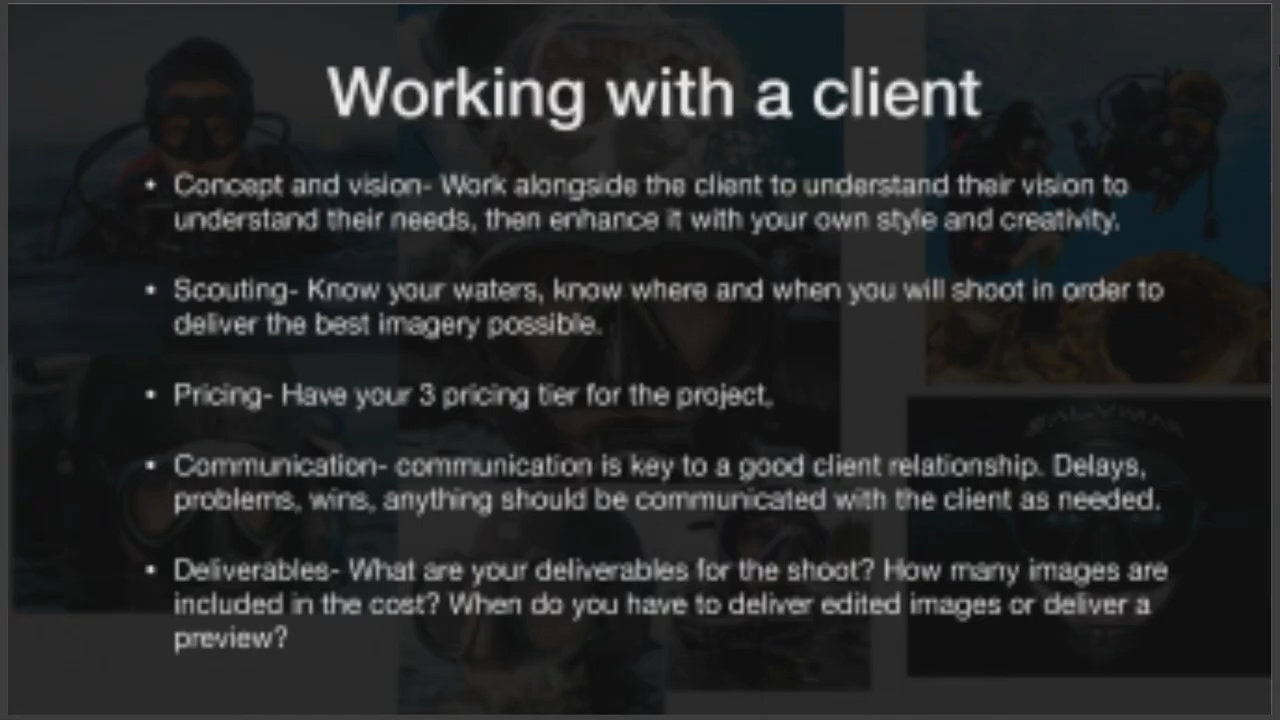 Working with a client
• Concept and vision- Work alongside the client to understand their vision to
understand their needs, then enhance it with your own style and creativity.
• Scouting- Know your waters, know where and when you will shoot in order to
deliver the best imagery possible.
• Pricing- Have your 3 pricing tier for the project.
• Communication- communication is key to a good client relationship. Delays,
problems, wins, anything should be communicated with the client as needed.
• Deliverables- What are your deliverables for the shoot? How many images are
included in the cost? When do you have to deliver edited images or deliver a
preview?